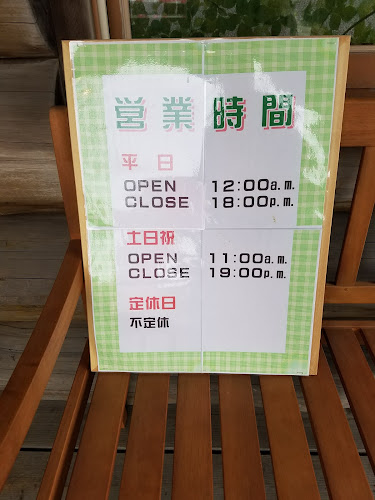 営業時間
平日
OPEN 12:00a.m.
CLOSE 18:00p.m.
土日祝
OPEN 11:00a.m.
CLOSE 19:00p.m.
定休日
不定休